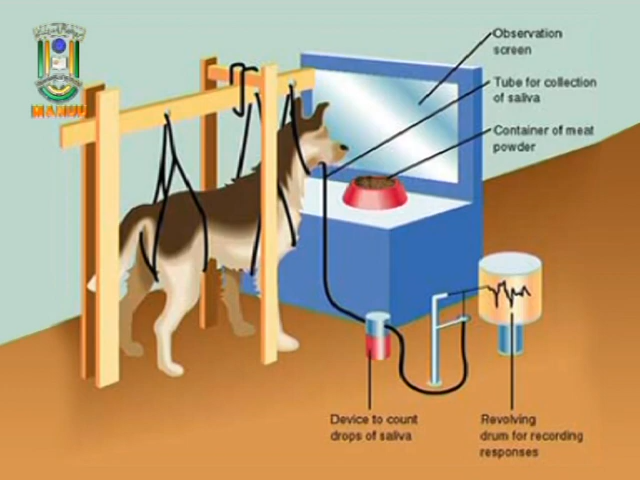 Observation
screen
Tube for collection
of saliva
Container of meat
powder
Device to count
drops of saliva
Revolving
drum for recording
responses